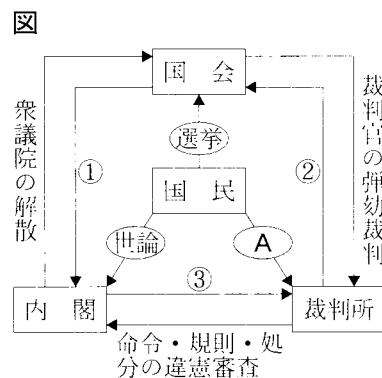 図
国　会
衆議院の解散
①
選挙
②
裁判官の弾劾裁判
国　民
世論
A
③
内　閣
裁判所
命令・規則・処
分の違憲審査